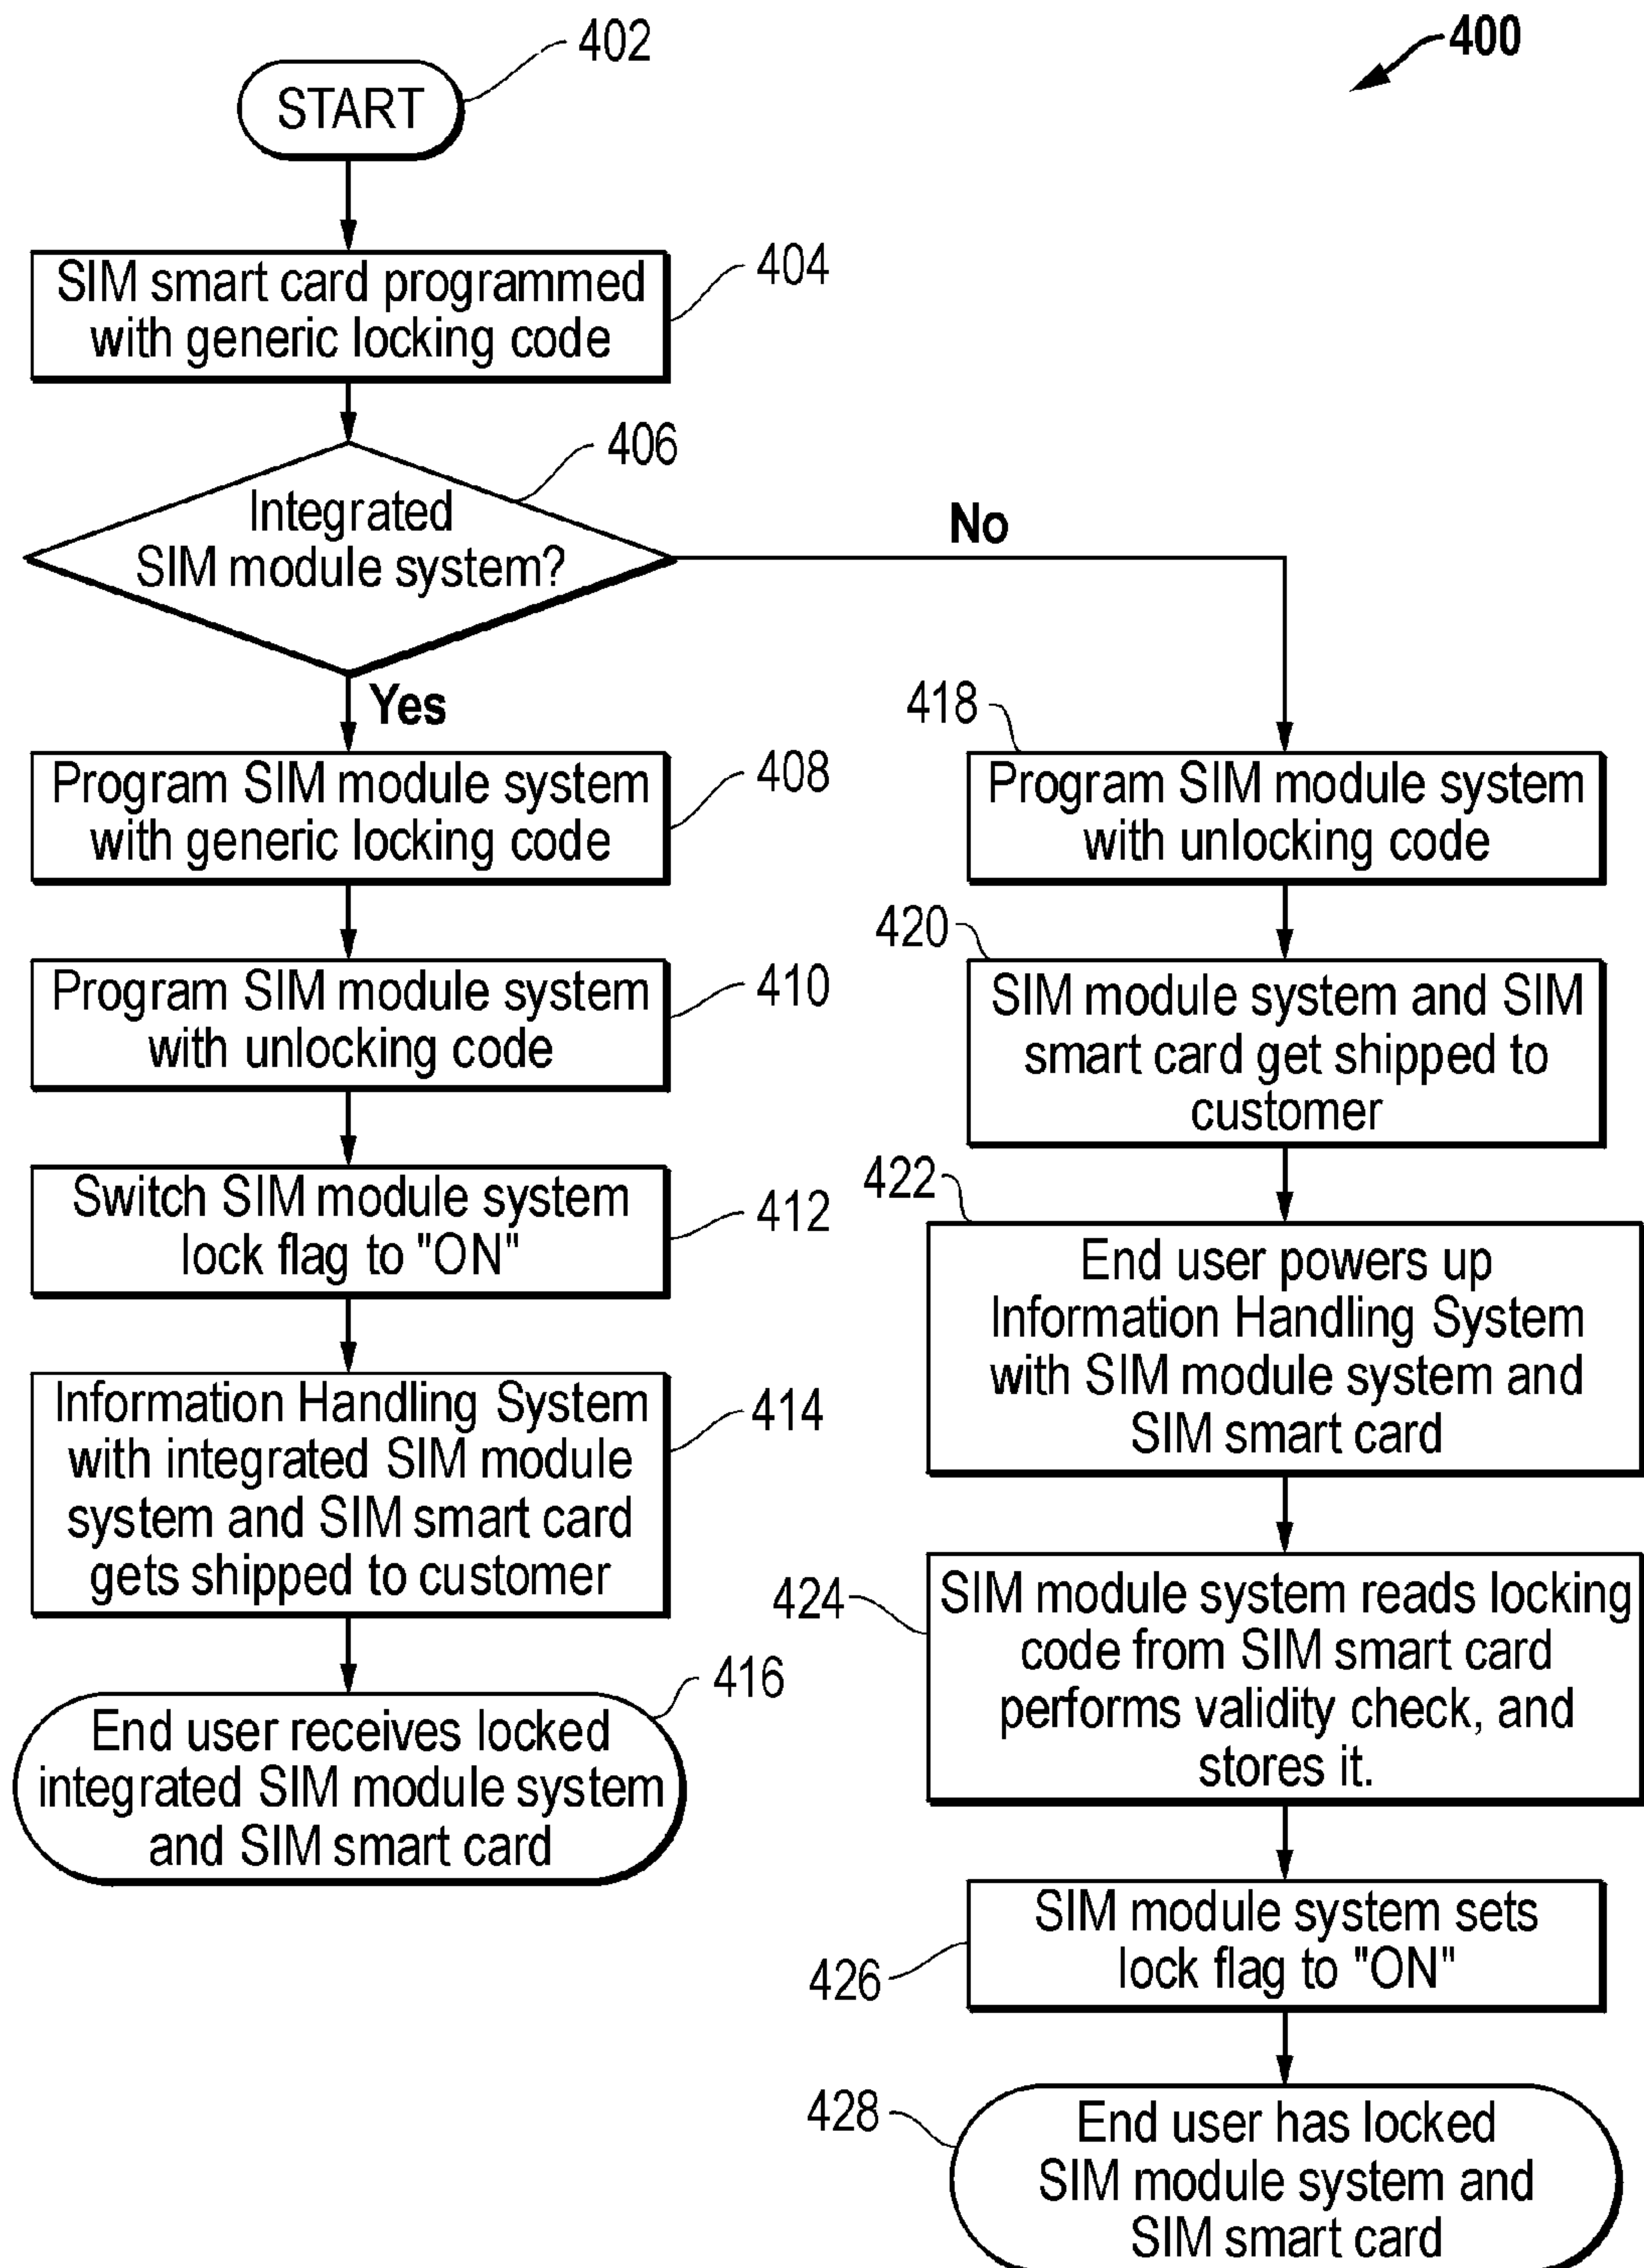 400
402
START
404
SIM smart card programmed
with generic locking code
406
Integrated
SIM module system?
No
Yes
408
Program SIM module system
with generic locking code
410
Program SIM module system
with unlocking code
412
Switch SIM module system
lock flag to "ON"
414
Information Handling System
with integrated SIM module
system and SIM smart card
gets shipped to customer
416
End user receives locked
integrated SIM module system
and SIM smart card
418
Program SIM module system
with unlocking code
420
SIM module system and SIM
smart card get shipped to
customer
422
End user powers up
Information Handling System
with SIM module system and
SIM smart card
424
SIM module system reads locking
code from SIM smart card
performs validity check, and
stores it.
426
SIM module system sets
lock flag to "ON"
428
End user has locked
SIM module system and
SIM smart card